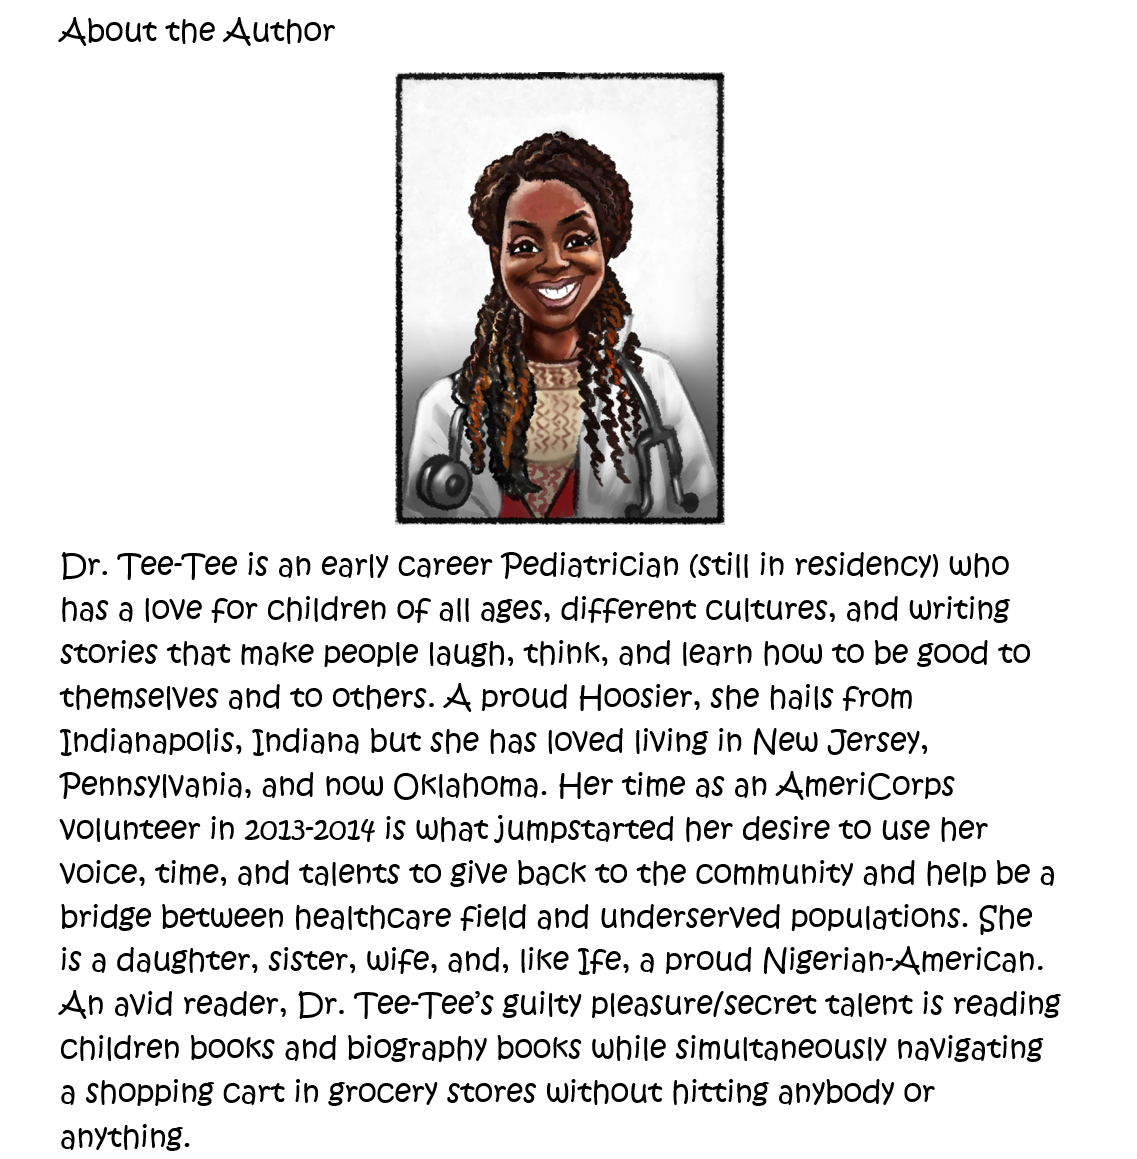 About the Author
Dr. Tee-Tee is an early career Pediatrician (still in residency) who
has a love for children of all ages, different cultures, and writing
stories that make people laugh, think, and learn how to be good to
themselves and to others. A proud Hoosier, she hails from
Indianapolis, Indiana but she has loved living in New Jersey,
Pennsylvania, and now Oklahoma. Her time as an AmeriCorps
volunteer in 2013-2014 is what jumpstarted her desire to use her
voice, time, and talents to give back to the community and help be a
bridge between healthcare field and underserved populations. She
is a daughter, sister, wife, and, like Ife, a proud Nigerian-American.
An avid reader, Dr. Tee-Tee’s guilty pleasure/secret talent is reading
children books and biography books while simultaneously navigating
a shopping cart in grocery stores without hitting anybody or
anything.